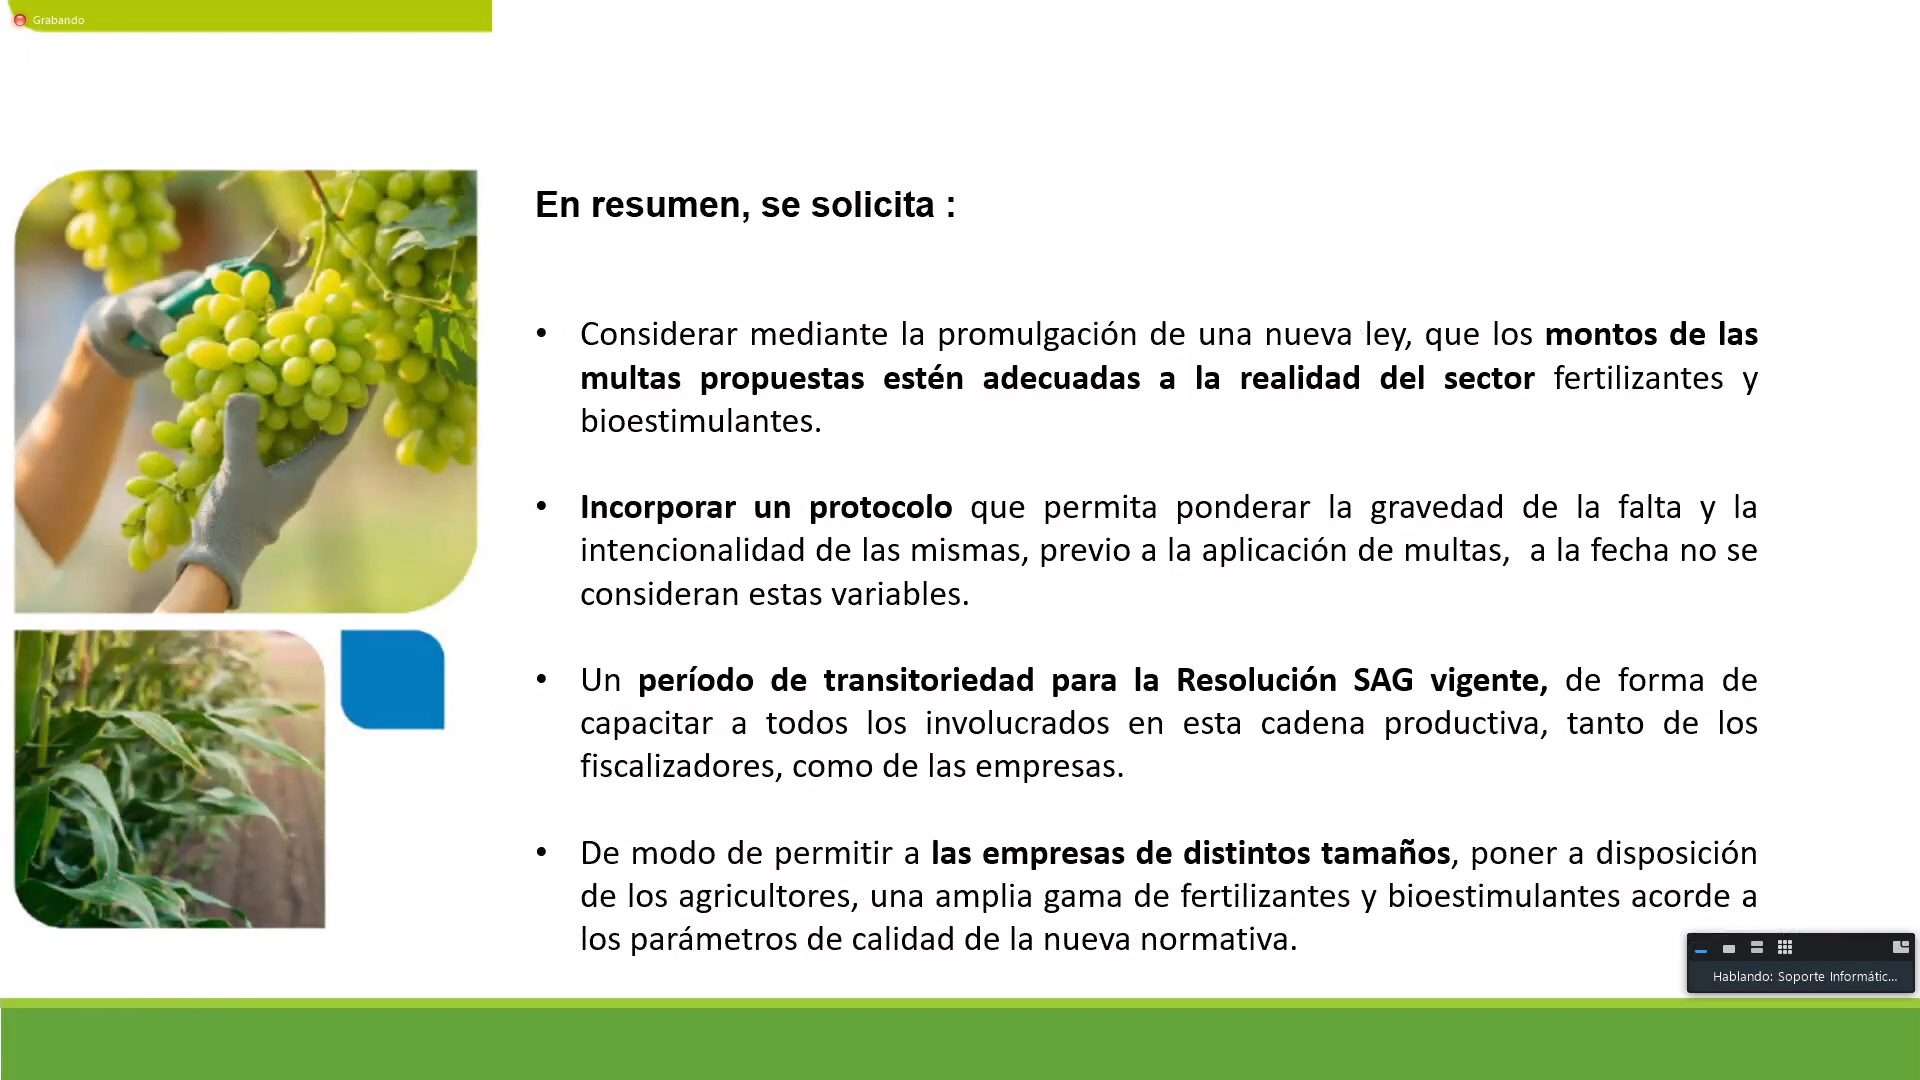 Grabando
En resumen, se solicita :
• Considerar mediante la promulgación de una nueva ley, que los montos de las
multas propuestas estén adecuadas a la realidad del sector fertilizantes y
bioestimulantes.
• Incorporar un protocolo que permita ponderar la gravedad de la falta y la
intencionalidad de las mismas, previo a la aplicación de multas,  a la fecha no se
consideran estas variables.
• Un período de transitoriedad para la Resolución SAG vigente, de forma de
capacitar a todos los involucrados en esta cadena productiva, tanto de los
fiscalizadores, como de las empresas.
• De modo de permitir a las empresas de distintos tamaños, poner a disposición
de los agricultores, una amplia gama de fertilizantes y bioestimulantes acorde a
los parámetros de calidad de la nueva normativa.
Hablando: Soporte Informátic...